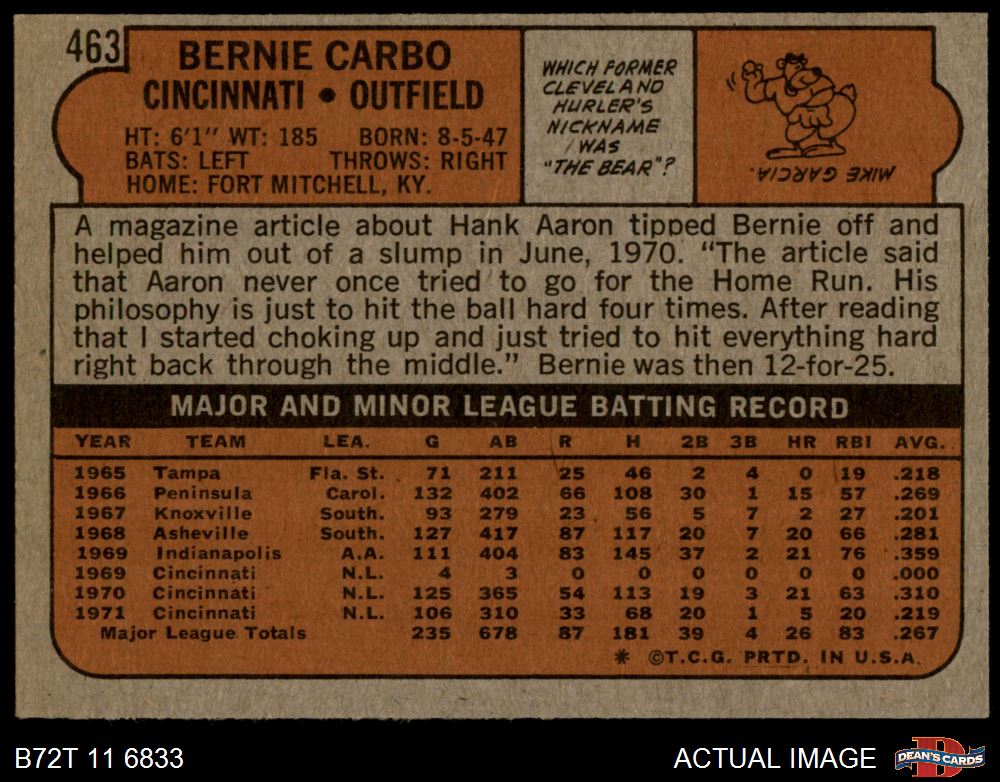 463
BERNIE CARBO
CINCINNATI • OUTFIELD
HT: 6'1" WT: 185 BORN: 8-5-47
BATS: LEFT THROWS: RIGHT
HOME: FORT MITCHELL, KY.
WHICH FORMER
CLEVELAND
HURLER'S
NICKNAME
WAS
"THE BEAR"?
MIKE GARCIA.
A magazine article about Hank Aaron tipped Bernie off and
helped him out of a slump in June, 1970. "The article said
that Aaron never once tried to go for the Home Run. His
philosophy is just to hit the ball hard four times. After reading
that I started choking up and just tried to hit everything hard
right back through the middle." Bernie was then 12-for-25.
MAJOR AND MINOR LEAGUE BATTING RECORD
YEAR TEAM LEA. G AB R H 2B 3B HR RBI AVG.
1965 Tampa Fla. St. 71 211 25 46 2 4 0 19 .218
1966 Peninsula Carol. 132 402 66 108 30 1 15 57 .269
1967 Knoxville South. 93 279 23 56 5 7 2 27 .201
1968 Asheville South. 127 417 87 117 20 7 20 66 .281
1969 Indianapolis A.A. 111 404 83 145 37 2 21 76 .359
1969 Cincinnati N.L. 4 3 0 0 0 0 0 0 .000
1970 Cincinnati N.L. 125 365 54 113 19 3 21 63 .310
1971 Cincinnati N.L. 106 310 33 68 20 1 5 20 .219
Major League Totals 235 678 87 181 39 4 26 83 .267
* ©T.C.G. PRTD. IN U.S.A.
B72T 11 6833
ACTUAL IMAGE
D
DEAN'S CARDS